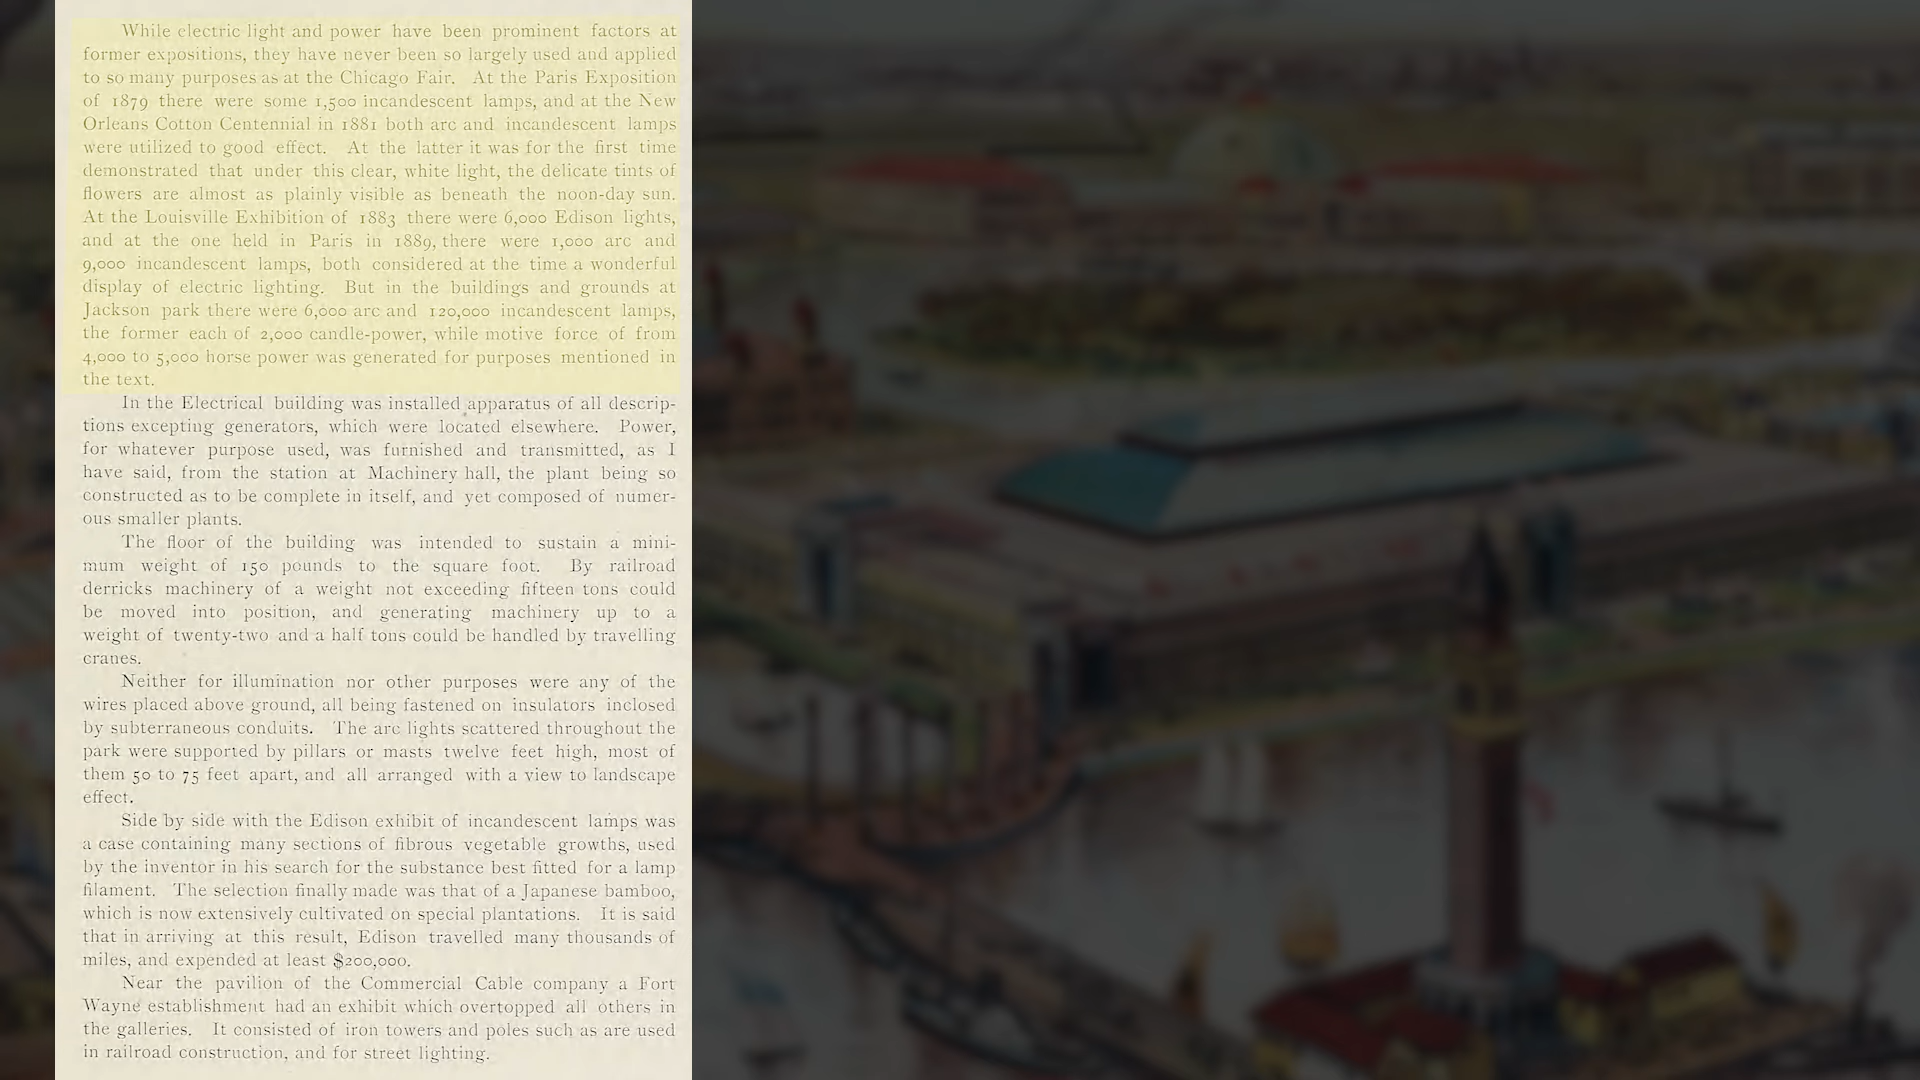 While electric light and power have been prominent factors at
former expositions, they have never been so largely used and applied
to so many purposes as at the Chicago Fair. At the Paris Exposition
of 1879 there were some 1,500 incandescent lamps, and at the New
Orleans Cotton Centennial in 1881 both arc and incandescent lamps
were utilized to good effect. At the latter it was for the first time
demonstrated that under this clear, white light, the delicate tints of
flowers are almost as plainly visible as beneath the noon-day sun.
At the Louisville Exhibition of 1883 there were 6,000 Edison lights,
and at the one held in Paris in 1889, there were 1,000 arc and
9,000 incandescent lamps, both considered at the time a wonderful
display of electric lighting. But in the buildings and grounds at
Jackson park there were 6,000 arc and 120,000 incandescent lamps,
the former each of 2,000 candle-power, while motive force of from
4,000 to 5,000 horse power was generated for purposes mentioned in
the text.
In the Electrical building was installed apparatus of all descrip-
tions excepting generators, which were located elsewhere. Power,
for whatever purpose used, was furnished and transmitted, as I
have said, from the station at Machinery hall, the plant being so
constructed as to be complete in itself, and yet composed of numer-
ous smaller plants.
The floor of the building was intended to sustain a mini-
mum weight of 150 pounds to the square foot. By railroad
derricks machinery of a weight not exceeding fifteen tons could
be moved into position, and generating machinery up to a
weight of twenty-two and a half tons could be handled by travelling
cranes.
Neither for illumination nor other purposes were any of the
wires placed above ground, all being fastened on insulators inclosed
by subterraneous conduits. The arc lights scattered throughout the
park were supported by pillars or masts twelve feet high, most of
them 50 to 75 feet apart, and all arranged with a view to landscape
effect.
Side by side with the Edison exhibit of incandescent lamps was
a case containing many sections of fibrous vegetable growths, used
by the inventor in his search for the substance best fitted for a lamp
filament. The selection finally made was that of a Japanese bamboo,
which is now extensively cultivated on special plantations. It is said
that in arriving at this result, Edison travelled many thousands of
miles, and expended at least $200,000.
Near the pavilion of the Commercial Cable company a Fort
Wayne establishment had an exhibit which overtopped all others in
the galleries. It consisted of iron towers and poles such as are used
in railroad construction, and for street lighting.